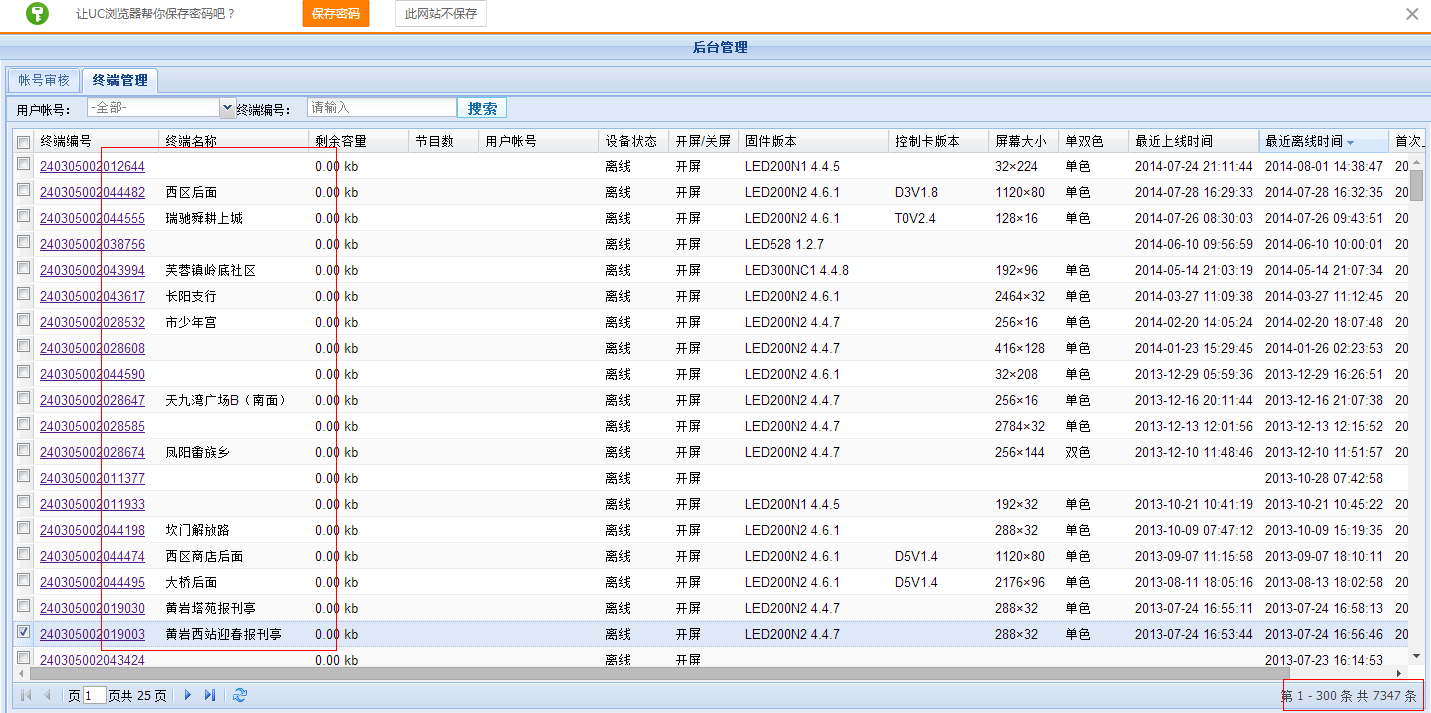 让UC浏览器帮你保存密码吧？ 保存密码 此网站不保存
后台管理
帐号审核 终端管理
用户帐号： -全部- 终端编号： 请输入 搜索
终端编号 终端名称 剩余容量 节目数 用户帐号 设备状态 开屏/关屏 固件版本 控制卡版本 屏幕大小 单双色 最近上线时间 最近离线时间 首次上
240305002012644 0.00 kb 离线 开屏 LED200N1 4.4.5 32×224 单色 2014-07-24 21:11:44 2014-08-01 14:38:47 20
240305002044482 西区后面 0.00 kb 离线 开屏 LED200N2 4.6.1 D3V1.8 1120×80 单色 2014-07-28 16:29:33 2014-07-28 16:32:35 20
240305002044555 瑞驰舜耕上城 0.00 kb 离线 开屏 LED200N2 4.6.1 T0V2.4 128×16 单色 2014-07-26 08:30:03 2014-07-26 09:43:51 20
240305002038756 0.00 kb 离线 开屏 LED528 1.2.7 2014-06-10 09:56:59 2014-06-10 10:00:01 20
240305002043994 芙蓉镇岭底社区 0.00 kb 离线 开屏 LED300NC1 4.4.8 192×96 单色 2014-05-14 21:03:19 2014-05-14 21:07:34 20
240305002043617 长阳支行 0.00 kb 离线 开屏 LED200N2 4.6.1 2464×32 单色 2014-03-27 11:09:38 2014-03-27 11:12:45 20
240305002028532 市少年宫 0.00 kb 离线 开屏 LED200N2 4.4.7 256×16 单色 2014-02-20 14:05:24 2014-02-20 18:07:48 20
240305002028608 0.00 kb 离线 开屏 LED200N2 4.4.7 416×128 单色 2014-01-23 15:29:45 2014-01-26 02:23:53 20
240305002044590 0.00 kb 离线 开屏 LED200N2 4.6.1 32×208 单色 2013-12-29 05:59:36 2013-12-29 16:26:51 20
240305002028647 天九湾广场B（南面） 0.00 kb 离线 开屏 LED200N2 4.4.7 256×16 单色 2013-12-16 20:11:44 2013-12-16 21:07:38 20
240305002028585 0.00 kb 离线 开屏 LED200N2 4.4.7 2784×32 单色 2013-12-13 12:01:56 2013-12-13 12:15:52 20
240305002028674 凤阳畲族乡 0.00 kb 离线 开屏 LED200N2 4.4.7 256×144 双色 2013-12-10 11:48:46 2013-12-10 11:51:57 20
240305002011377 0.00 kb 离线 开屏 2013-10-28 07:42:58
240305002011933 0.00 kb 离线 开屏 LED200N1 4.4.5 192×32 单色 2013-10-21 10:41:19 2013-10-21 10:45:22 20
240305002044198 坎门解放路 0.00 kb 离线 开屏 LED200N2 4.6.1 288×32 单色 2013-10-09 07:47:12 2013-10-09 15:19:35 20
240305002044474 西区商店后面 0.00 kb 离线 开屏 LED200N2 4.6.1 D5V1.4 1120×80 单色 2013-09-07 11:15:58 2013-09-07 18:10:11 20
240305002044495 大桥后面 0.00 kb 离线 开屏 LED200N2 4.6.1 D5V1.4 2176×96 单色 2013-08-11 18:05:16 2013-08-13 18:02:58 20
240305002019030 黄岩塔苑报刊亭 0.00 kb 离线 开屏 LED200N2 4.4.7 288×32 单色 2013-07-24 16:55:11 2013-07-24 16:58:13 20
240305002019003 黄岩西站迎春报刊亭 0.00 kb 离线 开屏 LED200N2 4.4.7 288×32 单色 2013-07-24 16:53:44 2013-07-24 16:56:46 20
240305002043424 0.00 kb 离线 开屏 2013-07-23 16:14:53
页 1 页共 25 页 第 1 - 300 条 共 7347 条